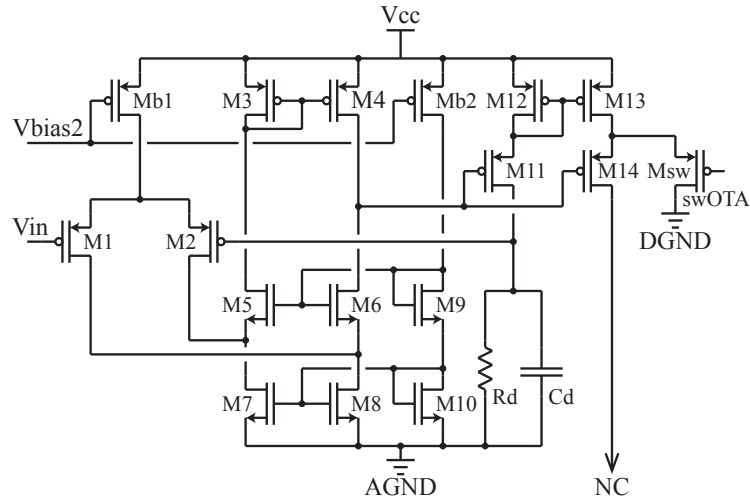 Vcc
Mb1 M3 M4 Mb2 M12 M13
Vbias2
M11 M14 Msw
swOTA
Vin M1 M2 DGND
M5 M6 M9
M7 M8 M10 Rd Cd
AGND NC